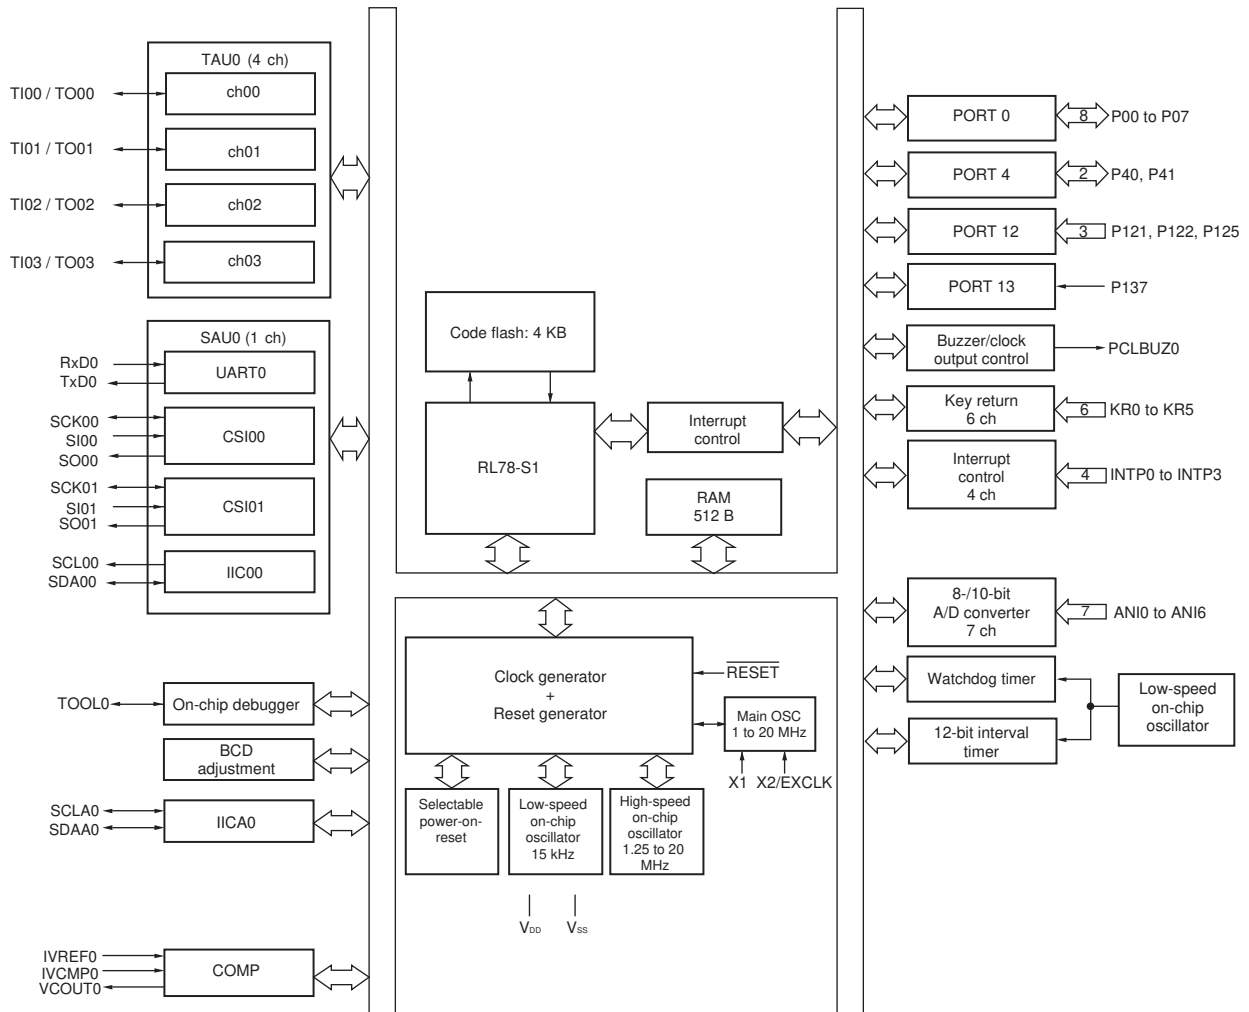 TAU0 (4 ch)
TI00 / TO00
ch00
TI01 / TO01
ch01
TI02 / TO02
ch02
TI03 / TO03
ch03
SAU0 (1 ch)
RxD0
TxD0
UART0
SCK00
SI00
SO00
CSI00
SCK01
SI01
SO01
CSI01
SCL00
SDA00
IIC00
TOOL0
On-chip debugger
BCD
adjustment
SCLA0
SDAA0
IICA0
IVREF0
IVCMP0
VCOUT0
COMP
Code flash: 4 KB
RL78-S1
Interrupt
control
RAM
512 B
Clock generator
+
Reset generator
RESET
Main OSC
1 to 20 MHz
X1
X2/EXCLK
Selectable
power-on-
reset
Low-speed
on-chip
oscillator
15 kHz
High-speed
on-chip
oscillator
1.25 to 20
MHz
VDD
VSS
PORT 0
8
P00 to P07
PORT 4
2
P40, P41
PORT 12
3
P121, P122, P125
PORT 13
P137
Buzzer/clock
output control
PCLBUZ0
Key return
6 ch
6
KR0 to KR5
Interrupt
control
4 ch
4
INTP0 to INTP3
8-/10-bit
A/D converter
7 ch
7
ANI0 to ANI6
Watchdog timer
12-bit interval
timer
Low-speed
on-chip
oscillator